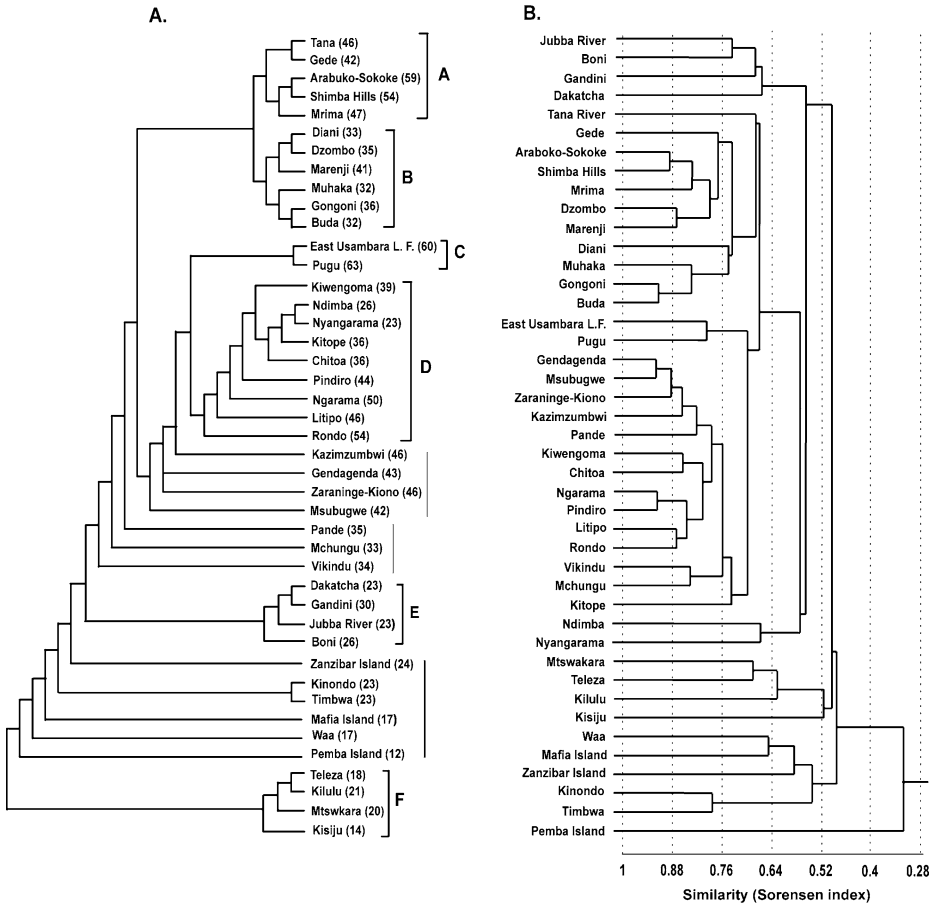 A.
Tana (46)
Gede (42)
Arabuko-Sokoke (59)
Shimba Hills (54)
Mrima (47)
A
Diani (33)
Dzombo (35)
Marenji (41)
Muhaka (32)
Gongoni (36)
Buda (32)
B
East Usambara L. F. (60)
Pugu (63)
C
Kiwengoma (39)
Ndimba (26)
Nyangarama (23)
Kitope (36)
Chitoa (36)
Pindiro (44)
Ngarama (50)
Litipo (46)
Rondo (54)
D
Kazimzumbwi (46)
Gendagenda (43)
Zaraninge-Kiono (46)
Msubugwe (42)
Pande (35)
Mchungu (33)
Vikindu (34)
Dakatcha (23)
Gandini (30)
Jubba River (23)
Boni (26)
E
Zanzibar Island (24)
Kinondo (23)
Timbwa (23)
Mafia Island (17)
Waa (17)
Pemba Island (12)
Teleza (18)
Kilulu (21)
Mtswkara (20)
Kisiju (14)
F
B.
Jubba River
Boni
Gandini
Dakatcha
Tana River
Gede
Araboko-Sokoke
Shimba Hills
Mrima
Dzombo
Marenji
Diani
Muhaka
Gongoni
Buda
East Usambara L.F.
Pugu
Gendagenda
Msubugwe
Zaraninge-Kiono
Kazimzumbwi
Pande
Kiwengoma
Chitoa
Ngarama
Pindiro
Litipo
Rondo
Vikindu
Mchungu
Kitope
Ndimba
Nyangarama
Mtswakara
Teleza
Kilulu
Kisiju
Waa
Mafia Island
Zanzibar Island
Kinondo
Timbwa
Pemba Island
1 0.88 0.76 0.64 0.52 0.4 0.28
Similarity (Sorensen index)